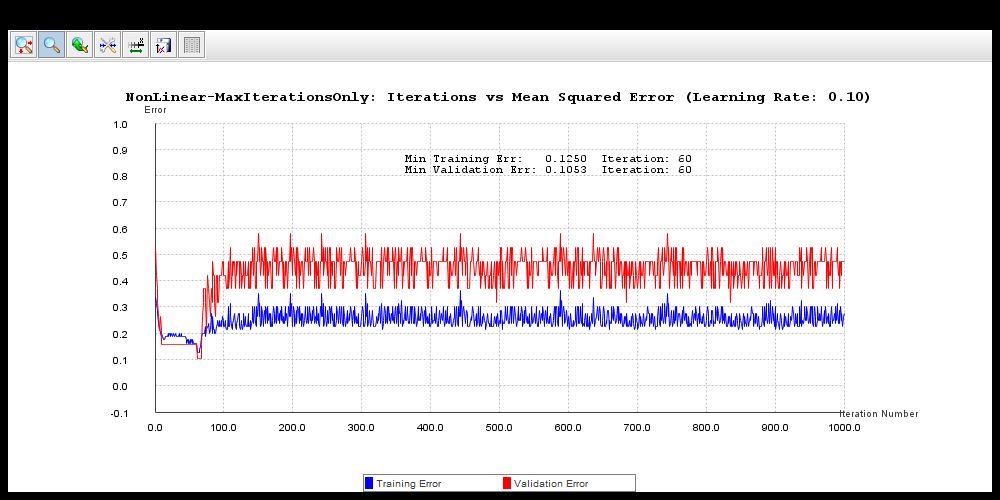 NonLinear-MaxIterationsOnly: Iterations vs Mean Squared Error (Learning Rate: 0.10)
Error
Min Training Err: 0.1250 Iteration: 60
Min Validation Err: 0.1053 Iteration: 60
1.0
0.9
0.8
0.7
0.6
0.5
0.4
0.3
0.2
0.1
0.0
-0.1
Iteration Number
0.0 100.0 200.0 300.0 400.0 500.0 600.0 700.0 800.0 900.0 1000.0
Training Error Validation Error